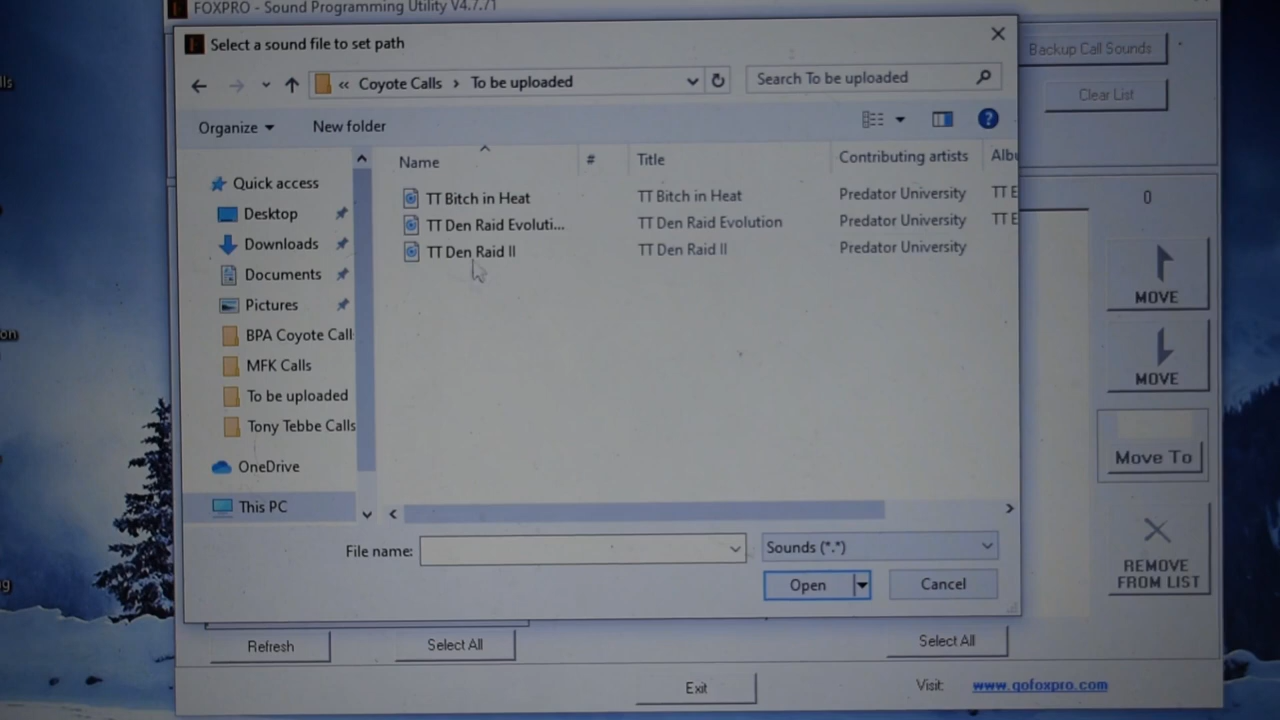 FOXPRO - Sound Programming Utility V4.7.71
Select a sound file to set path
Backup Call Sounds
« Coyote Calls > To be uploaded
Search To be uploaded
Clear List
Organize
New folder
Name
#
Title
Contributing artists
Quick access
0
TT Bitch in Heat
TT Bitch in Heat
Predator University
TT
Desktop
TT Den Raid Evoluti...
TT Den Raid Evolution
Predator University
TT
Downloads
TT Den Raid II
TT Den Raid II
Predator University
Documents
Pictures
MOVE
BPA Coyote Call
MFK Calls
MOVE
To be uploaded
Tony Tebbe Calls
Move To
OneDrive
This PC
File name:
Sounds (*.*)
REMOVE
FROM LIST
Open
Cancel
Refresh
Select All
Select All
Exit
Visit:
www.gofoxpro.com